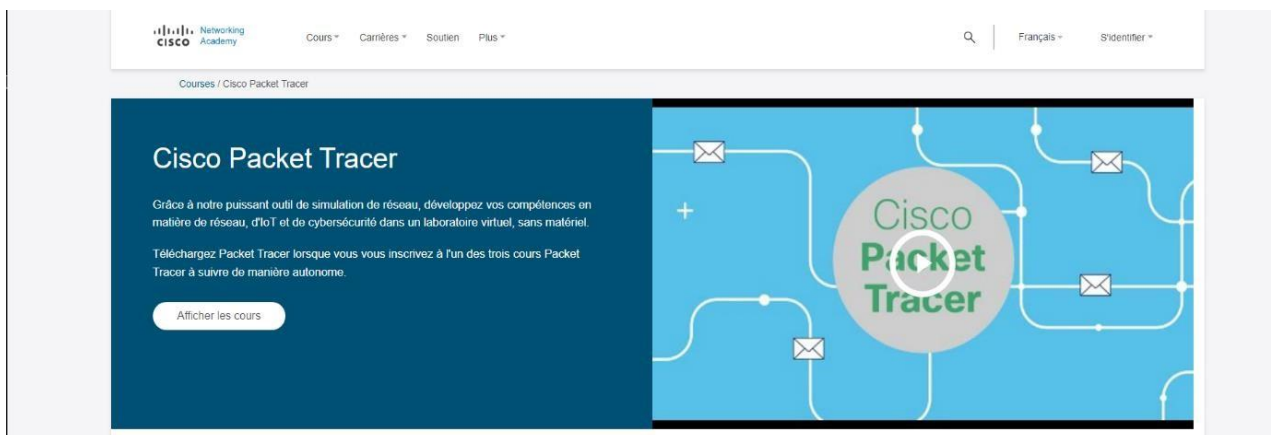 Networking
CISCO Academy
Cours
Carrières
Soutien
Plus
Français
S'identifier
Courses / Cisco Packet Tracer
Cisco Packet Tracer
Grâce à notre puissant outil de simulation de réseau, développez vos compétences en
matière de réseau, d'IoT et de cybersécurité dans un laboratoire virtuel, sans matériel.
Téléchargez Packet Tracer lorsque vous vous inscrivez à l'un des trois cours Packet
Tracer à suivre de manière autonome.
Afficher les cours
Cisco
Packet
Tracer